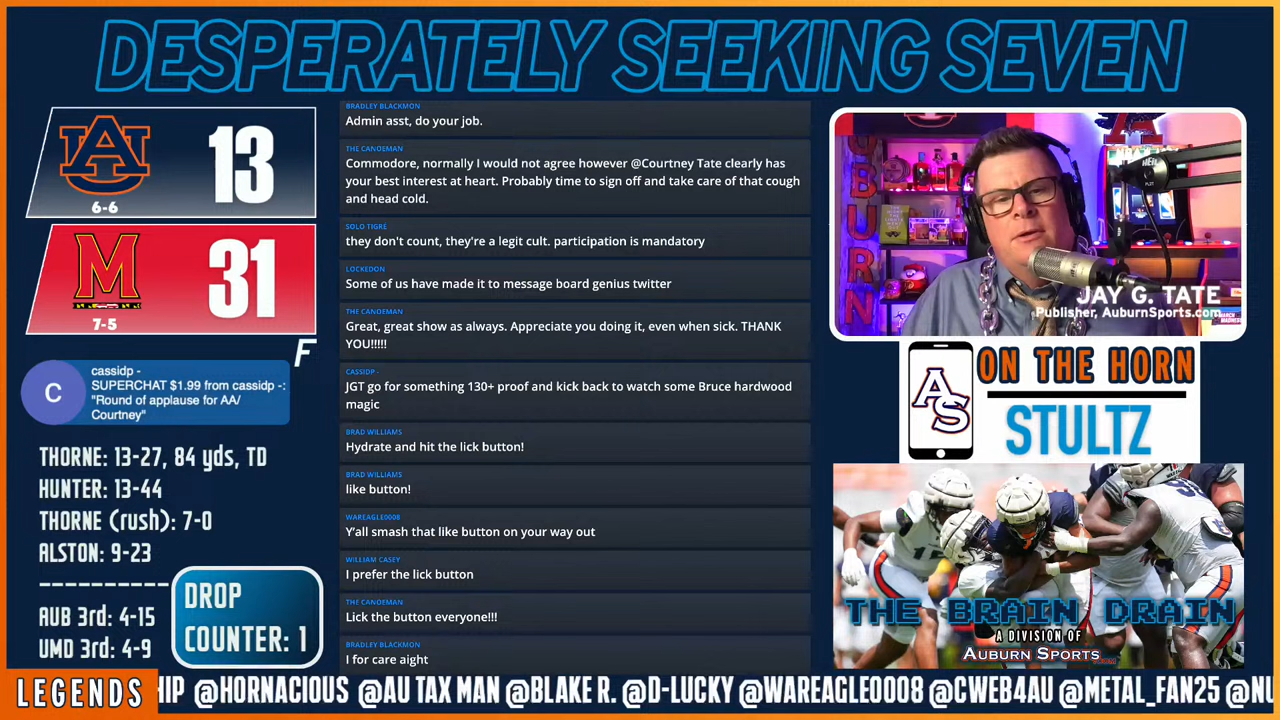 DESPERATELY SEEKING SEVEN
13
6-6
M
31
7-5
F
C
cassidp -
SUPERCHAT $1.99 from cassidp -:
"Round of applause for AA/
Courtney"
THORNE: 13-27, 84 yds, TD
HUNTER: 13-44
THORNE (rush): 7-0
ALSTON: 9-23
----------
AUB 3rd: 4-15
UMD 3rd: 4-9
DROP
COUNTER: 1
BRADLEY BLACKMON
Admin asst, do your job.
THE CANOEMAN
Commodore, normally I would not agree however @Courtney Tate clearly has
your best interest at heart. Probably time to sign off and take care of that cough
and head cold.
SOLO TIGRE
they don't count, they're a legit cult. participation is mandatory
LOCKEDON
Some of us have made it to message board genius twitter
THE CANOEMAN
Great, great show as always. Appreciate you doing it, even when sick. THANK
YOU!!!!!
CASSIDP -
JGT go for something 130+ proof and kick back to watch some Bruce hardwood
magic
BRAD WILLIAMS
Hydrate and hit the lick button!
BRAD WILLIAMS
like button!
WAREAGLE0008
Y'all smash that like button on your way out
WILLIAM CASEY
I prefer the lick button
THE CANOEMAN
Lick the button everyone!!!
BRADLEY BLACKMON
I for care aight
BURN
JAY G. TATE
Publisher, AuburnSports.com
AS
ON THE HORN
STULTZ
THE BRAIN DRAIN
A DIVISION OF
AUBURN SPORTS.COM
LEGENDS
HIP @HORNACIOUS @AU TAX MAN @BLAKE R. @D-LUCKY @WAREAGLE0008 @CWEB4AU @METAL_FAN25 @NU